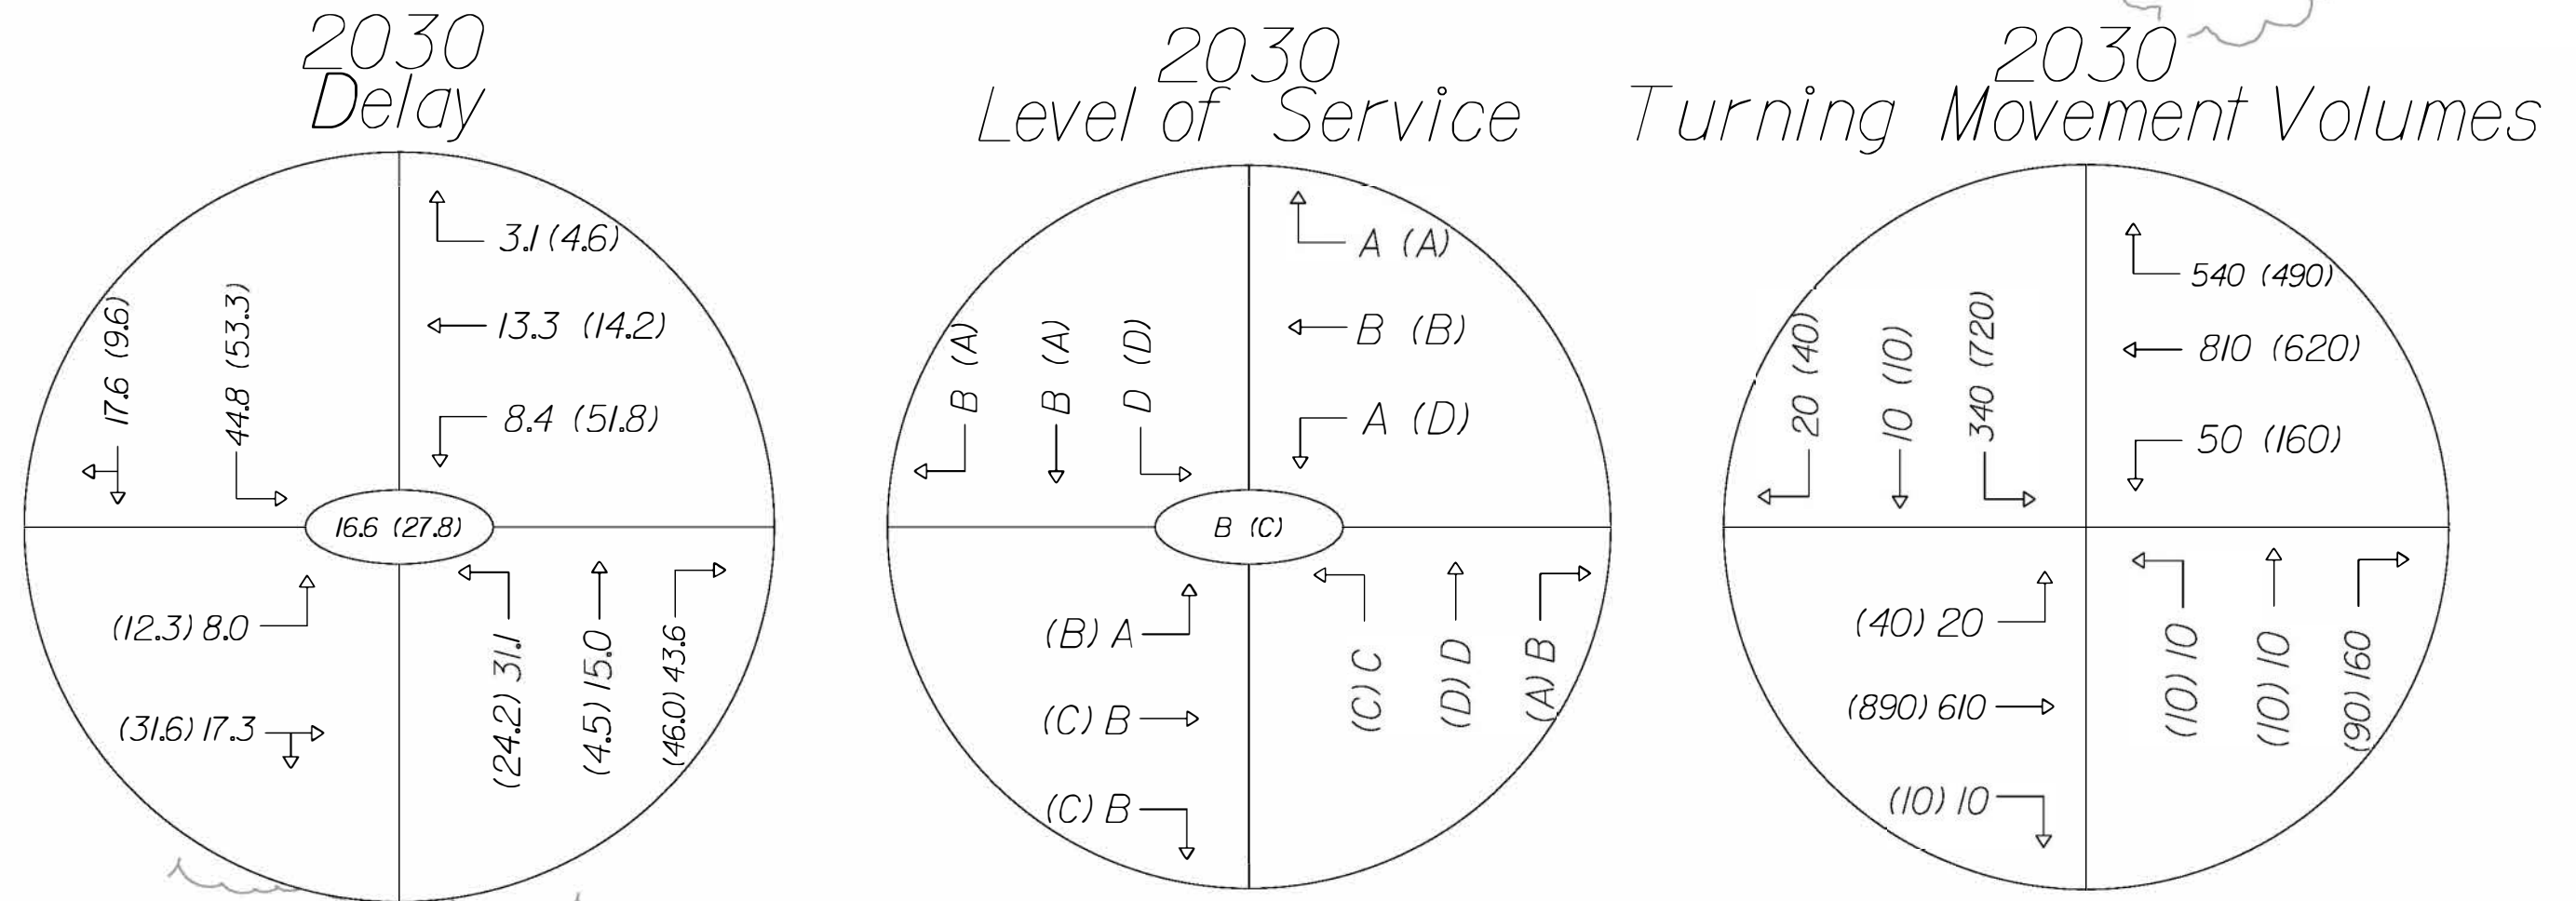 2030
Delay
3.1 (4.6)
13.3 (14.2)
8.4 (51.8)
17.6 (9.6)
44.8 (53.3)
16.6 (27.8)
(12.3) 8.0
(31.6) 17.3
(24.2) 31.1
(4.5) 15.0
(46.0) 43.6
2030
Level of Service
A (A)
B (B)
A (D)
B (A)
B (A)
D (D)
B (C)
(B) A
(C) B
(C) B
(C) C
(D) D
(A) B
2030
Turning Movement Volumes
540 (490)
810 (620)
50 (160)
20 (40)
10 (10)
340 (720)
(40) 20
(890) 610
(10) 10
(10) 10
(10) 10
(90) 160